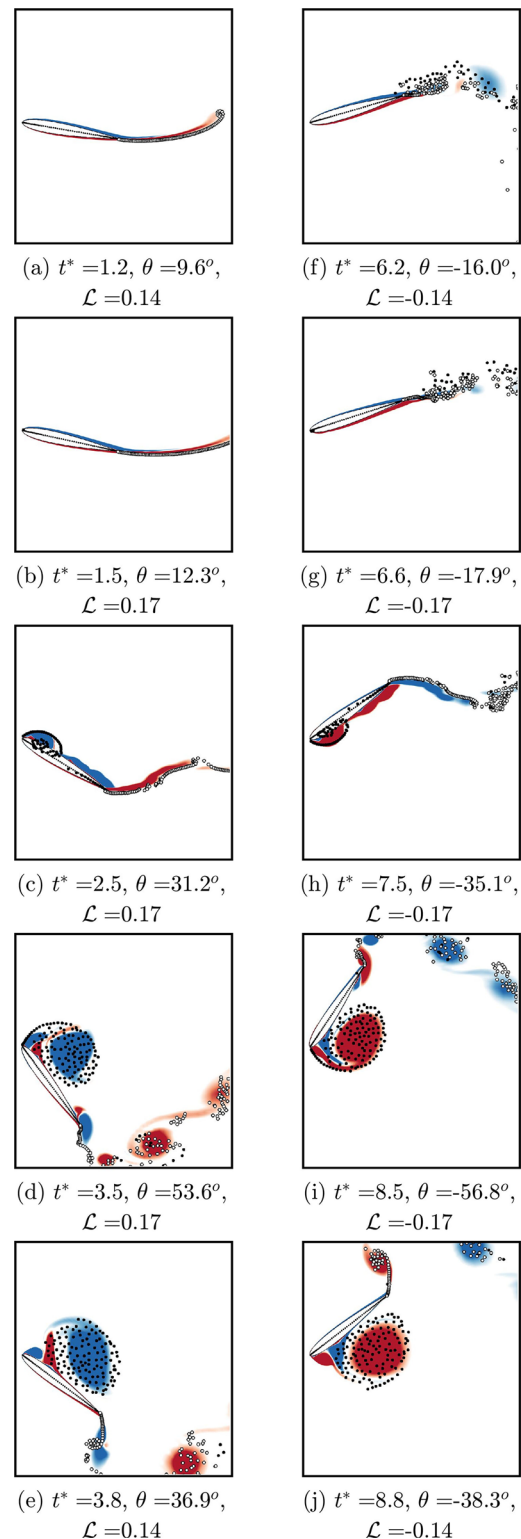 (a) t* =1.2, θ =9.6°,
ℒ =0.14
(b) t* =1.5, θ =12.3°,
ℒ =0.17
(c) t* =2.5, θ =31.2°,
ℒ =0.17
(d) t* =3.5, θ =53.6°,
ℒ =0.17
(e) t* =3.8, θ =36.9°,
ℒ =0.14
(f) t* =6.2, θ =-16.0°,
ℒ =-0.14
(g) t* =6.6, θ =-17.9°,
ℒ =-0.17
(h) t* =7.5, θ =-35.1°,
ℒ =-0.17
(i) t* =8.5, θ =-56.8°,
ℒ =-0.17
(j) t* =8.8, θ =-38.3°,
ℒ =-0.14